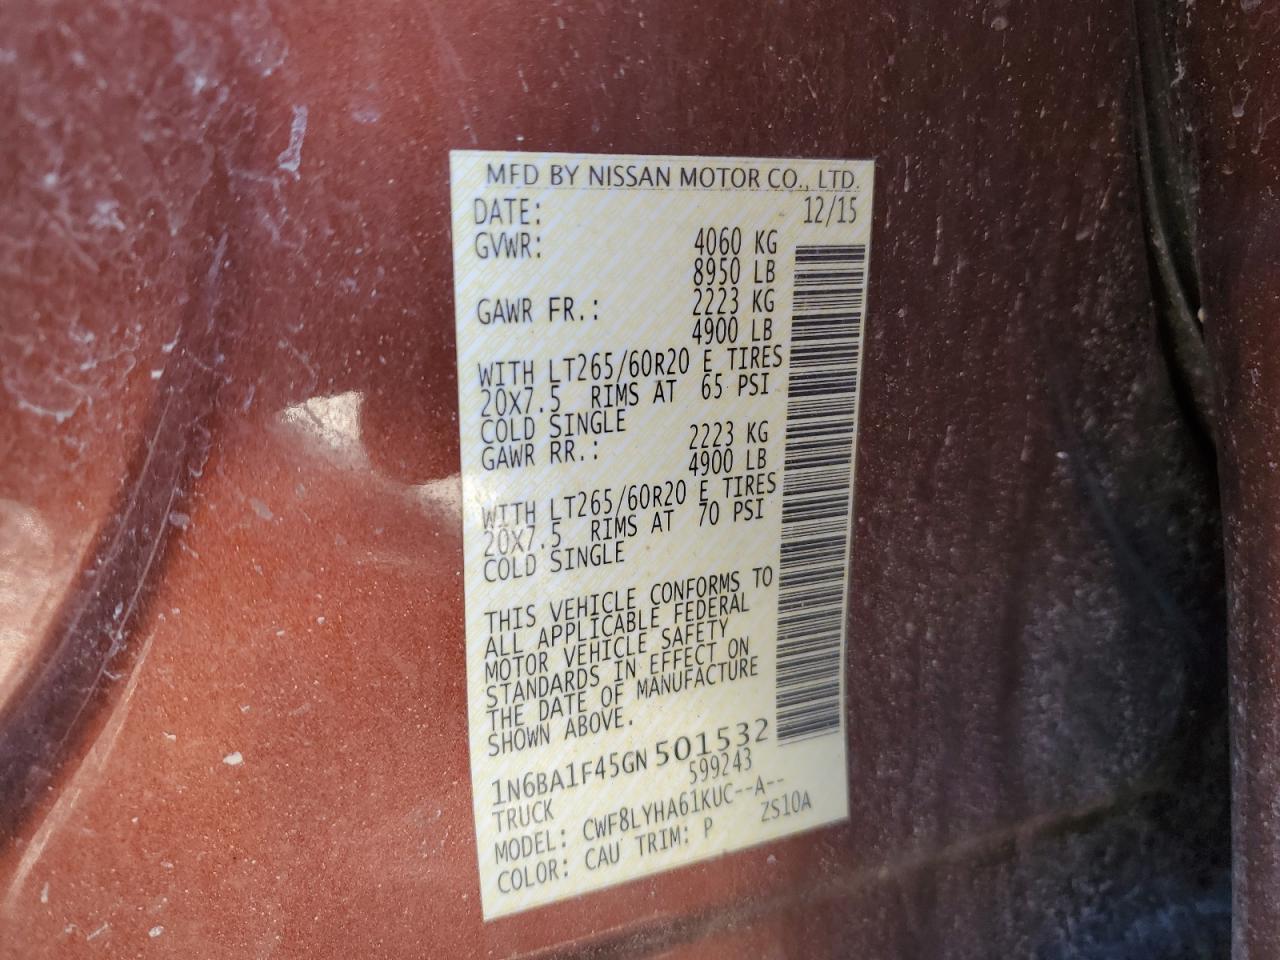 MFD BY NISSAN MOTOR CO., LTD.
DATE: 12/15
GVWR: 4060 KG
8950 LB
GAWR FR.: 2223 KG
4900 LB
WITH LT265/60R20 E TIRES
20X7.5 RIMS AT 65 PSI
COLD SINGLE
GAWR RR.: 2223 KG
4900 LB
WITH LT265/60R20 E TIRES
20X7.5 RIMS AT 70 PSI
COLD SINGLE
THIS VEHICLE CONFORMS TO
ALL APPLICABLE FEDERAL
MOTOR VEHICLE SAFETY
STANDARDS IN EFFECT ON
THE DATE OF MANUFACTURE
SHOWN ABOVE.
1N6BA1F45GN501532
TRUCK 599243
MODEL: CWF8LYHA61KUC--A--
COLOR: CAU TRIM: P ZS10A